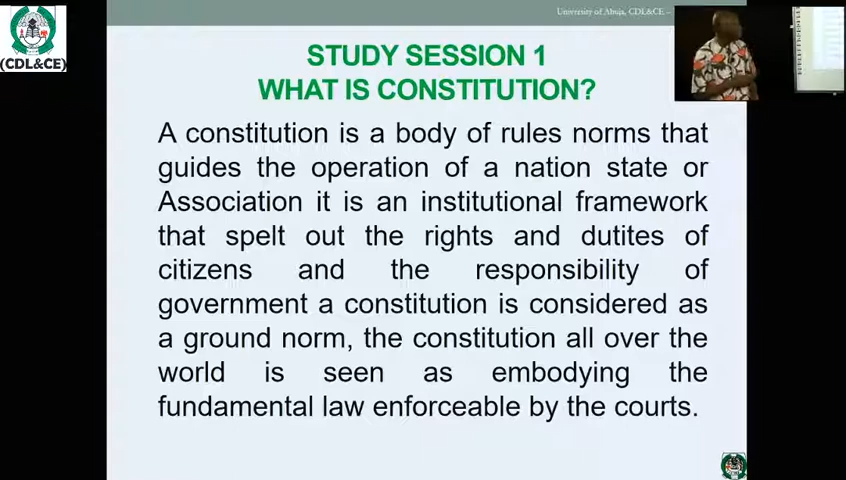 University of Abuja, CDL&CE –
(CDL&CE)
STUDY SESSION 1
WHAT IS CONSTITUTION?
A constitution is a body of rules norms that
guides the operation of a nation state or
Association it is an institutional framework
that spelt out the rights and dutites of
citizens and the responsibility of
government a constitution is considered as
a ground norm, the constitution all over the
world is seen as embodying the
fundamental law enforceable by the courts.